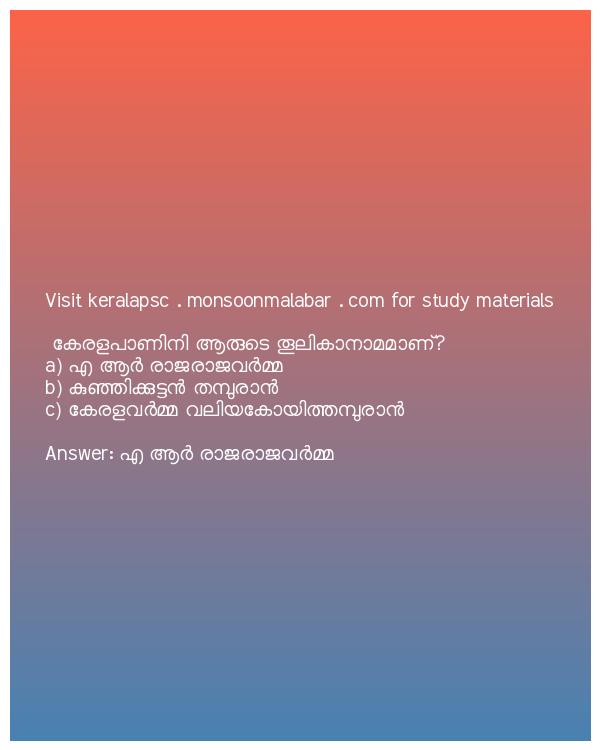 Visit keralapsc . monsoonmalabar . com for study materials
കേരളപാണിനി ആരുടെ തൂലികാനാമമാണ്?
a) എ ആർ രാജരാജവർമ്മ
b) കുഞ്ഞിക്കുട്ടൻ തമ്പുരാൻ
c) കേരളവർമ്മ വലിയകോയിത്തമ്പുരാൻ
Answer: എ ആർ രാജരാജവർമ്മ